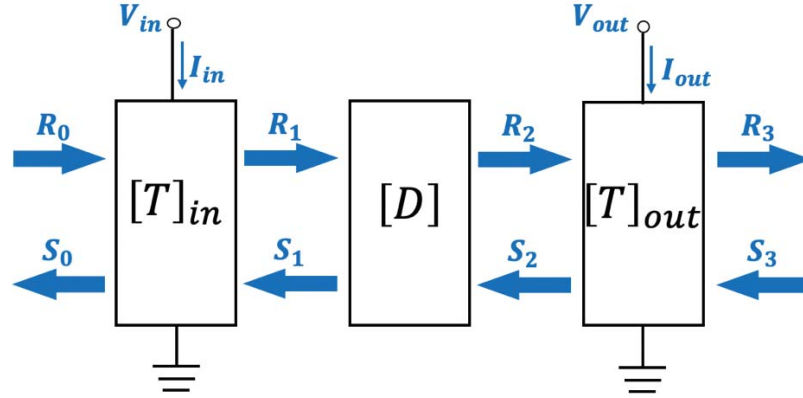 V_in V_out
I_in I_out
R_0 R_1 R_2 R_3
[T]_in [D] [T]_out
S_0 S_1 S_2 S_3